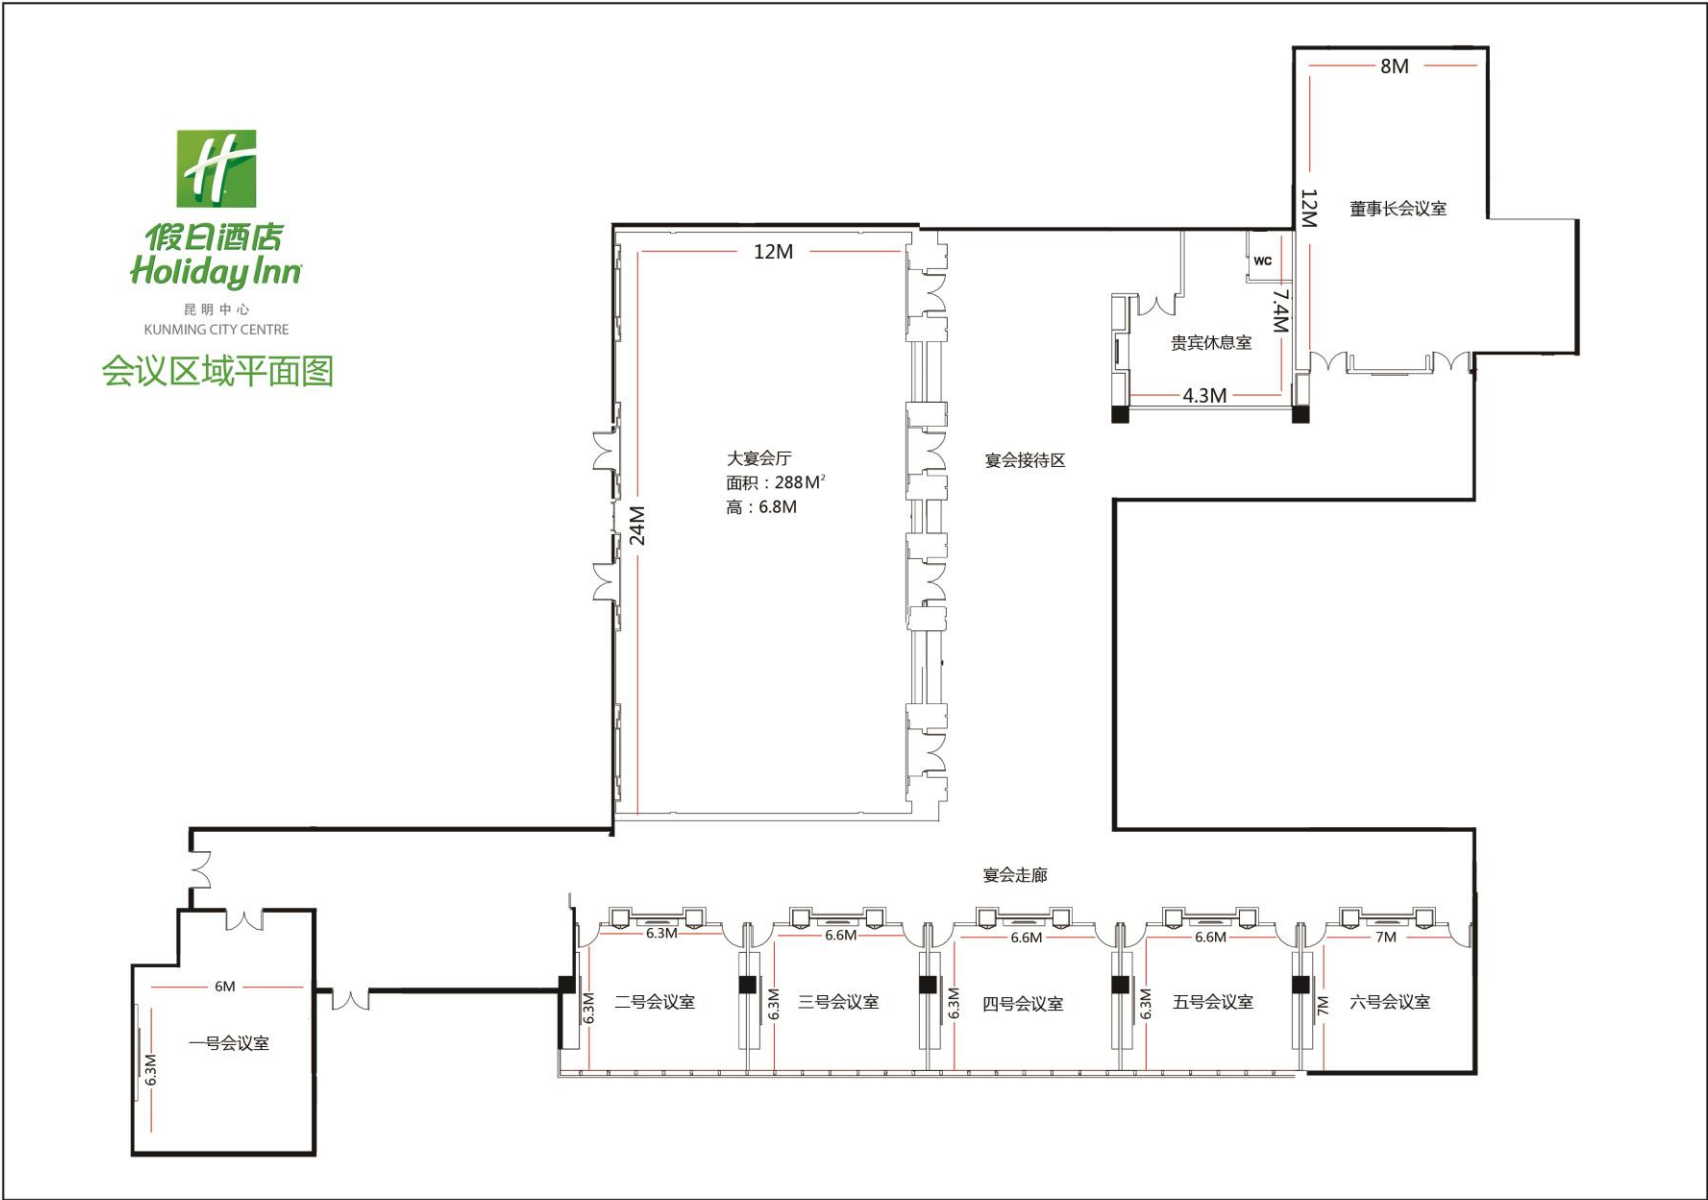 假日酒店
Holiday Inn
昆明中心
KUNMING CITY CENTRE
会议区域平面图
8M
12M
董事长会议室
WC
7.4M
贵宾休息室
4.3M
12M
大宴会厅
面积：288M²
高：6.8M
24M
宴会接待区
宴会走廊
6M
一号会议室
6.3M
6.3M
二号会议室
6.3M
6.6M
三号会议室
6.3M
6.6M
四号会议室
6.3M
6.6M
五号会议室
6.3M
7M
六号会议室
7M